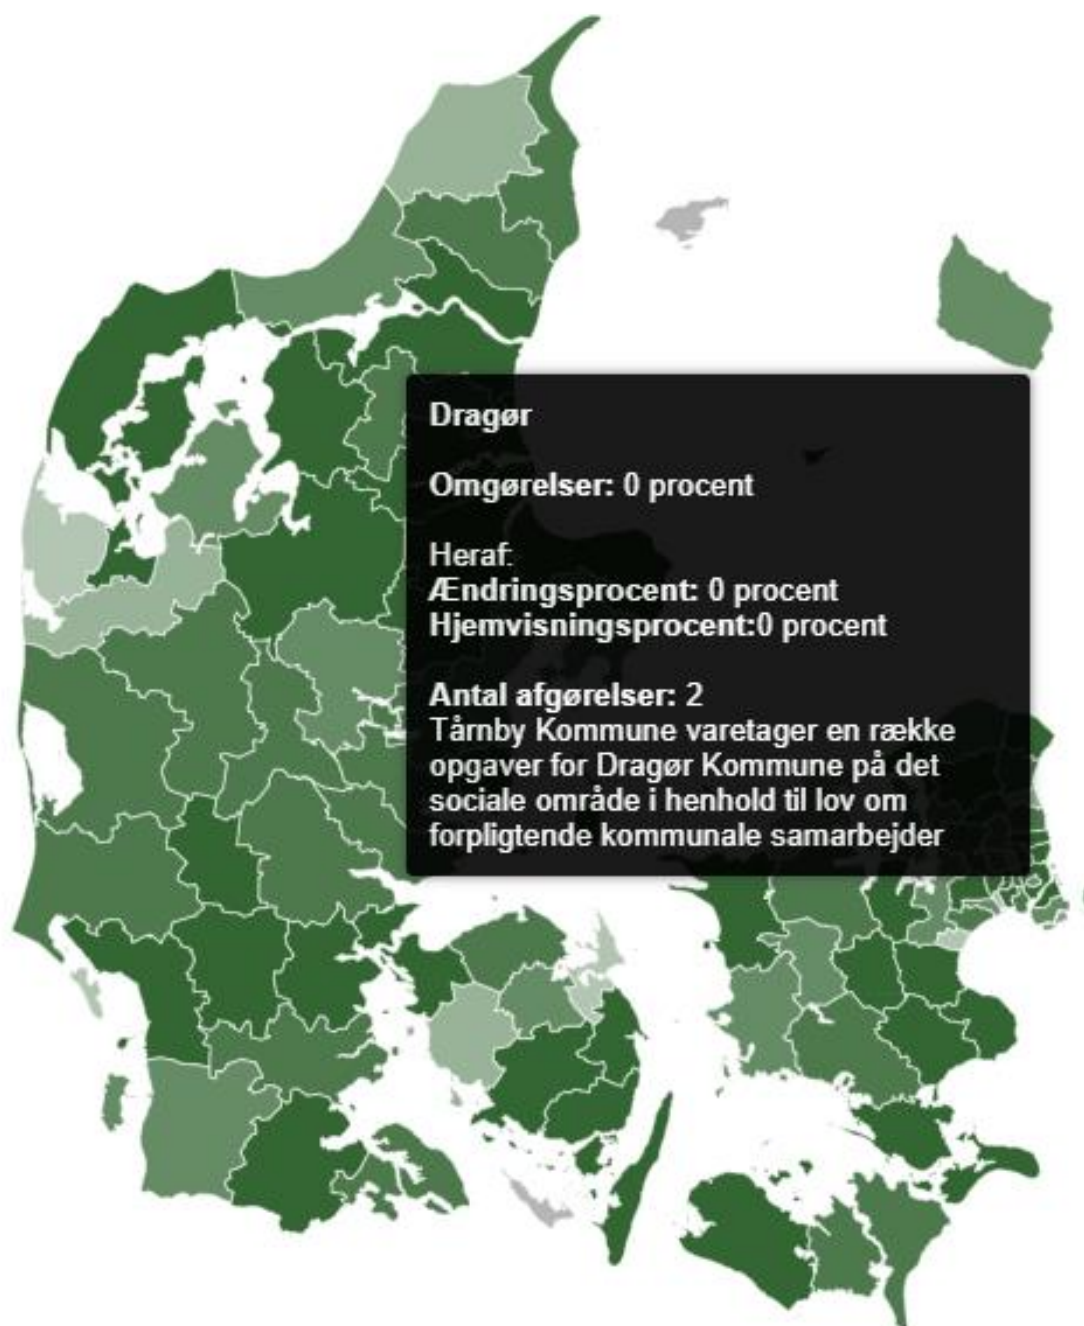 Dragør
Omgørelser: 0 procent
Heraf:
Ændringsprocent: 0 procent
Hjemvisningsprocent:0 procent
Antal afgørelser: 2
Tårnby Kommune varetager en række
opgaver for Dragør Kommune på det
sociale område i henhold til lov om
forpligtende kommunale samarbejder